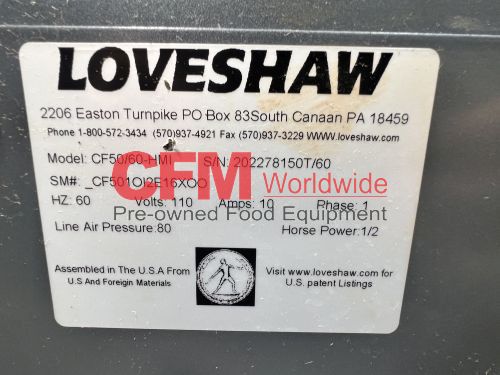 LOVESHAW
2206 Easton Turnpike PO Box 83South Canaan PA 18459
Phone 1-800-572-3434 (570)937-4921 Fax (570)937-3229 WWW.loveshaw.com
Model: CF50/60-HMI S/N: 202278150T/60
SM#: _CF501OI2E16XOO
CFM Worldwide
HZ: 60 Volts: 110 Amps: 10 Phase: 1
Pre-owned Food Equipment
Line Air Pressure:80 Horse Power:1/2
Assembled in The U.S.A From
U.S And Foreigin Materials
Visit www.loveshaw.com for
U.S. patent Listings